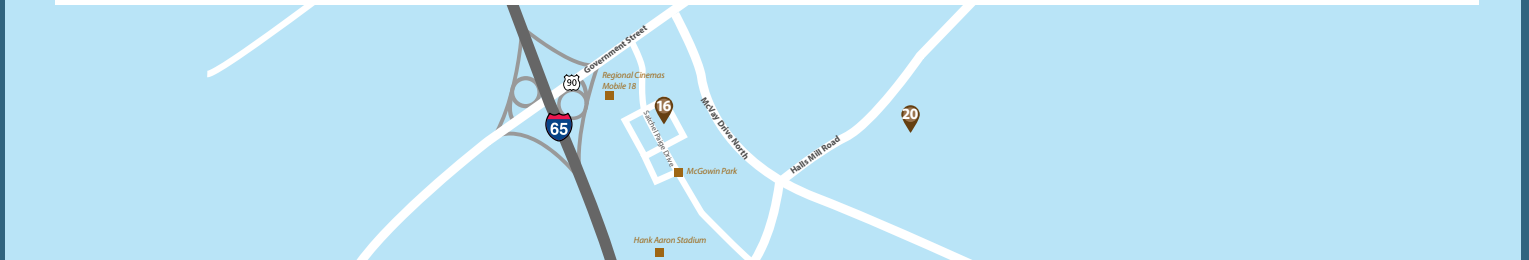 Government Street
90
Regional Cinemas
Mobile 18
16
65
Satchel Paige Drive
McVay Drive North
20
Halls Mill Road
McGowin Park
Hank Aaron Stadium